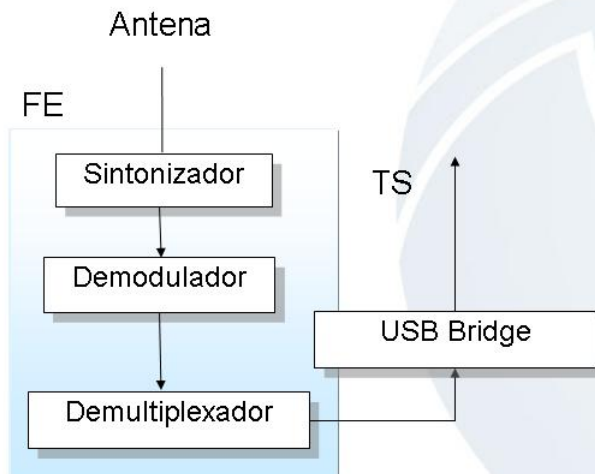 Antena
FE
Sintonizador
TS
Demodulador
USB Bridge
Demultiplexador